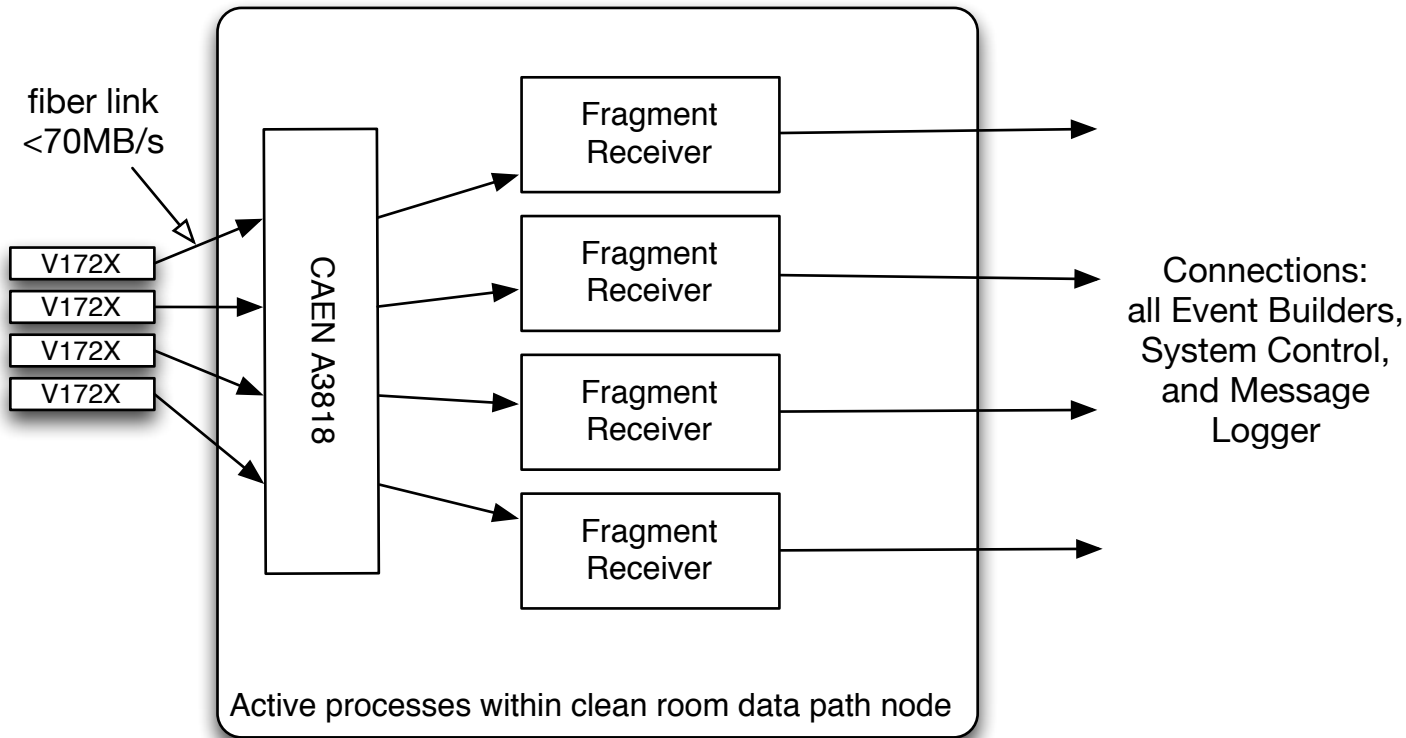 fiber link
<70MB/s
V172X
V172X
V172X
V172X
CAEN A3818
Fragment
Receiver
Fragment
Receiver
Fragment
Receiver
Fragment
Receiver
Connections:
all Event Builders,
System Control,
and Message
Logger
Active processes within clean room data path node